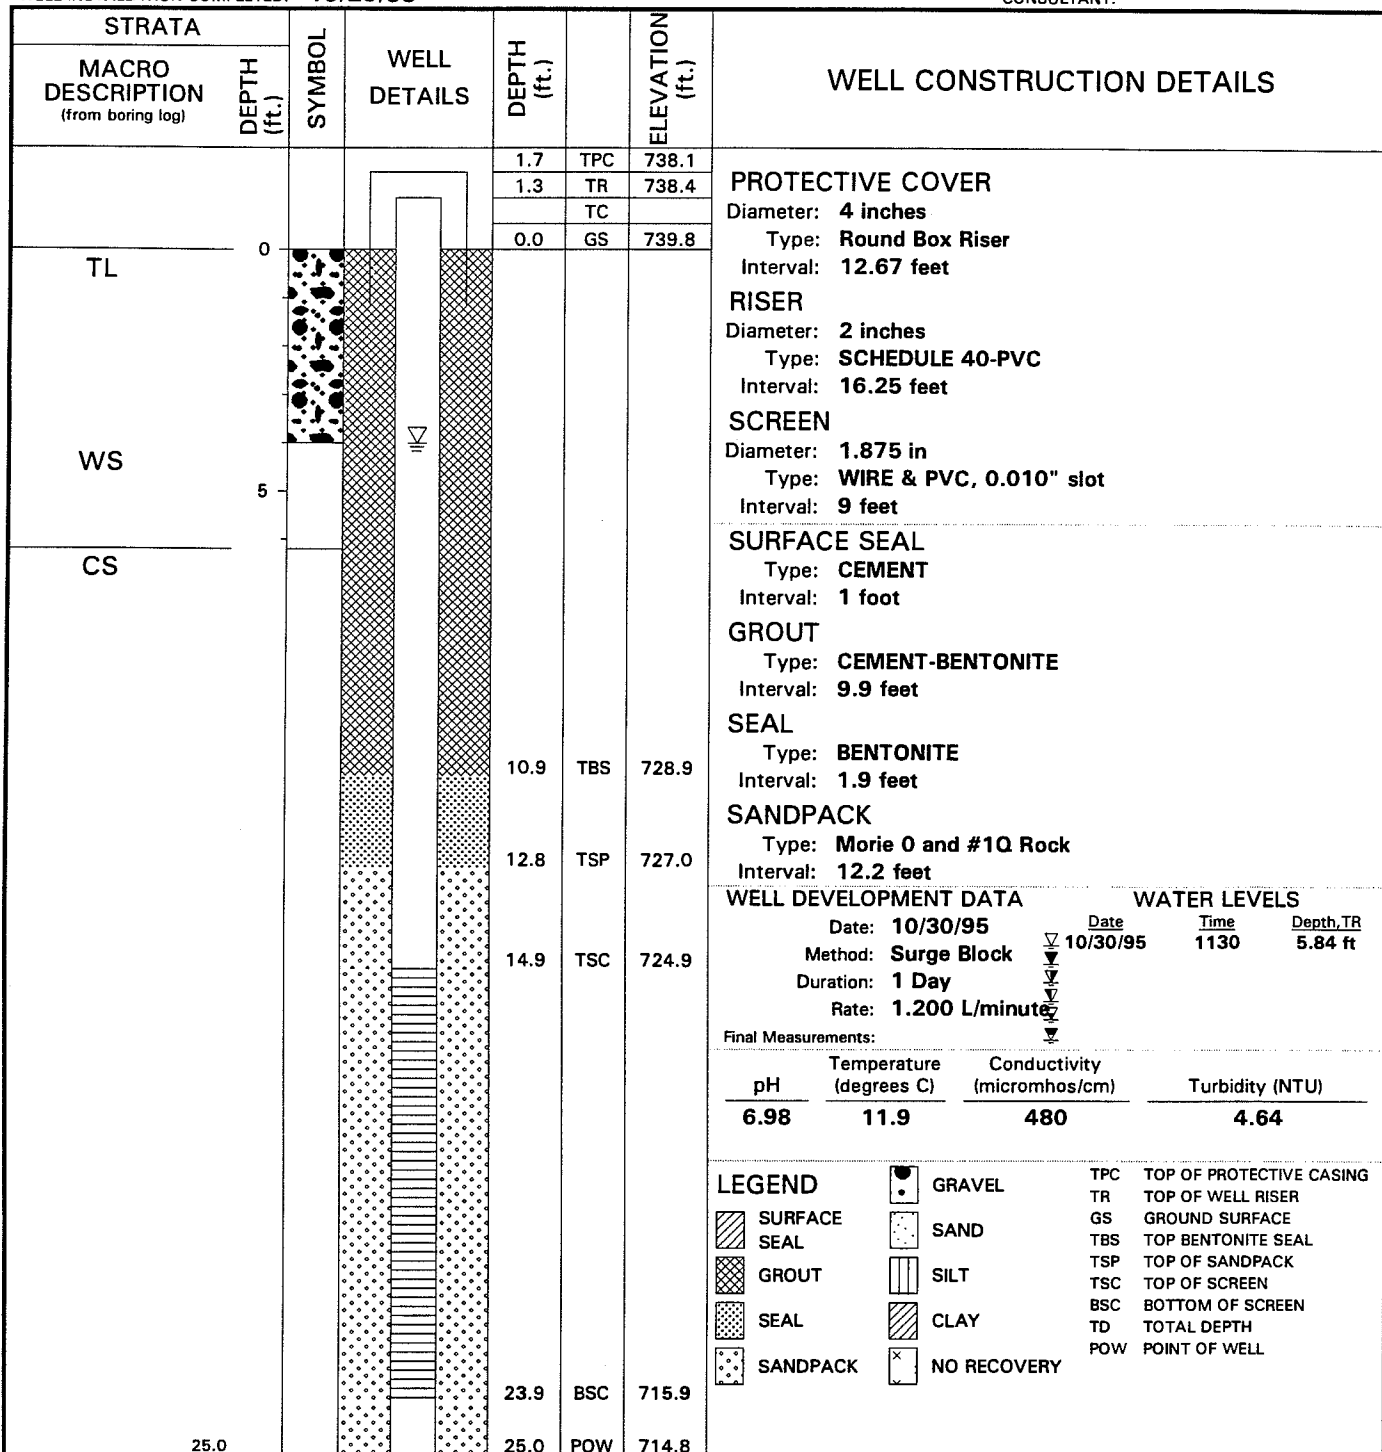 10/20/95
CONSULTANT:
STRATA
MACRO
DESCRIPTION
(from boring log)
DEPTH
(ft.)
SYMBOL
WELL
DETAILS
DEPTH
(ft.)
ELEVATION
(ft.)
WELL CONSTRUCTION DETAILS
1.7 TPC 738.1
1.3 TR 738.4
TC
0.0 GS 739.8
0
TL
WS
5
CS
10.9 TBS 728.9
12.8 TSP 727.0
14.9 TSC 724.9
23.9 BSC 715.9
25.0
25.0 POW 714.8
PROTECTIVE COVER
Diameter: 4 inches
Type: Round Box Riser
Interval: 12.67 feet
RISER
Diameter: 2 inches
Type: SCHEDULE 40-PVC
Interval: 16.25 feet
SCREEN
Diameter: 1.875 in
Type: WIRE & PVC, 0.010" slot
Interval: 9 feet
SURFACE SEAL
Type: CEMENT
Interval: 1 foot
GROUT
Type: CEMENT-BENTONITE
Interval: 9.9 feet
SEAL
Type: BENTONITE
Interval: 1.9 feet
SANDPACK
Type: Morie 0 and #1Q Rock
Interval: 12.2 feet
WELL DEVELOPMENT DATA
Date: 10/30/95
Method: Surge Block
Duration: 1 Day
Rate: 1.200 L/minute
Final Measurements:
WATER LEVELS
Date Time Depth,TR
10/30/95 1130 5.84 ft
pH Temperature (degrees C) Conductivity (micromhos/cm) Turbidity (NTU)
6.98 11.9 480 4.64
LEGEND
SURFACE
SEAL
GROUT
SEAL
SANDPACK
GRAVEL
SAND
SILT
CLAY
NO RECOVERY
TPC TOP OF PROTECTIVE CASING
TR TOP OF WELL RISER
GS GROUND SURFACE
TBS TOP BENTONITE SEAL
TSP TOP OF SANDPACK
TSC TOP OF SCREEN
BSC BOTTOM OF SCREEN
TD TOTAL DEPTH
POW POINT OF WELL